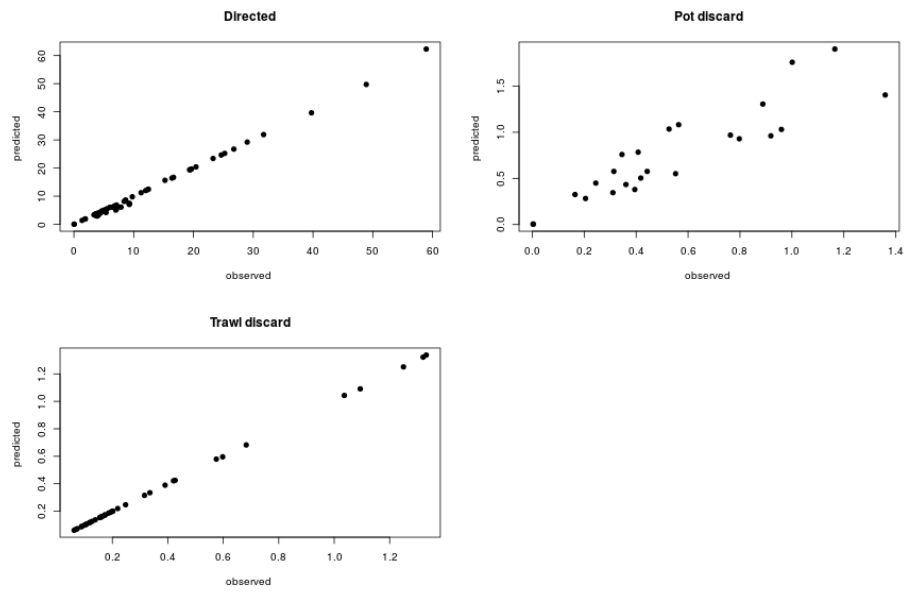 Directed
predicted
0 10 20 30 40 50 60
0 10 20 30 40 50 60
observed
Pot discard
predicted
0.0 0.5 1.0 1.5
0.0 0.2 0.4 0.6 0.8 1.0 1.2 1.4
observed
Trawl discard
predicted
0.2 0.4 0.6 0.8 1.0 1.2
0.2 0.4 0.6 0.8 1.0 1.2
observed